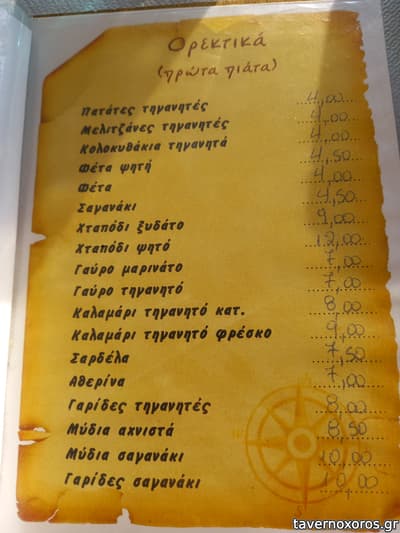 Ορεκτικά
(πρώτα πιάτα)
Πατάτες τηγανητές 4,00
Μελιτζάνες τηγανητές 4,00
Κολοκυθάκια τηγανητά 4,00
Φέτα ψητή 4,50
Φέτα 4,00
Σαγανάκι 4,50
Χταπόδι ξυδάτο 9,00
Χταπόδι ψητό 12,00
Γαύρο μαρινάτο 7,00
Γαύρο τηγανητό 7,00
Καλαμάρι τηγανητό κατ. 8,00
Καλαμάρι τηγανητό φρέσκο 9,00
Σαρδέλα 7,50
Αθερίνα 7,00
Γαρίδες τηγανητές 8,00
Μύδια αχνιστά 8,50
Μύδια σαγανάκι 10,00
Γαρίδες σαγανάκι 10,00
tavernoxoros.gr